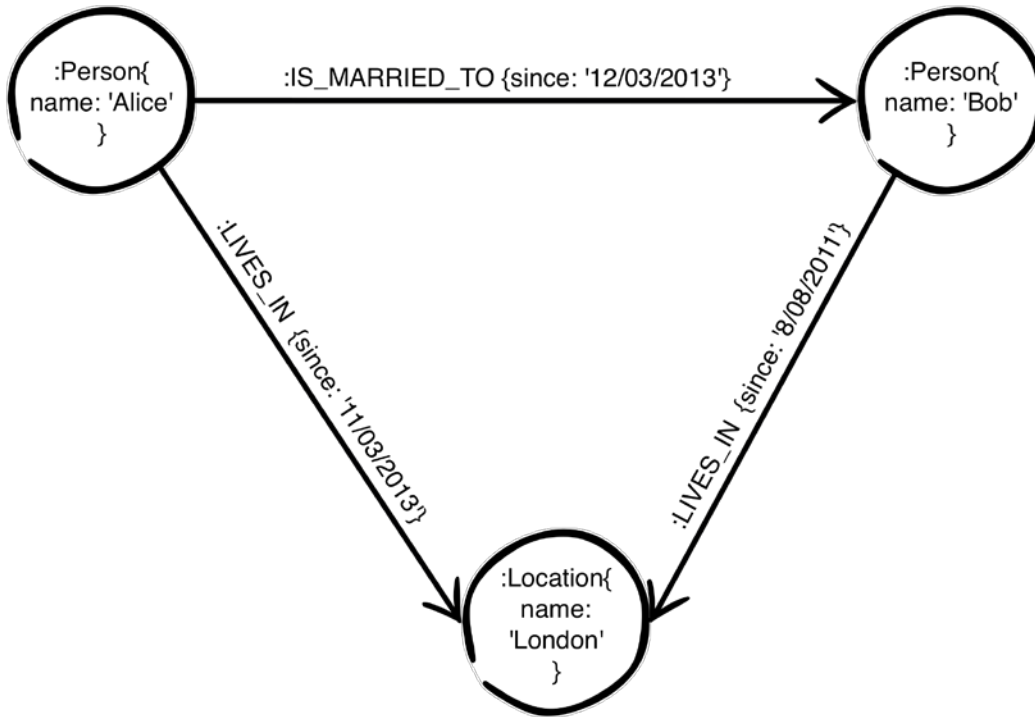 :Person{
name: 'Alice'
}
:IS_MARRIED_TO {since: '12/03/2013'}
:Person{
name: 'Bob'
}
:LIVES_IN {since: '11/03/2013'}
:LIVES_IN {since: '8/08/2011'}
:Location{
name:
'London'
}